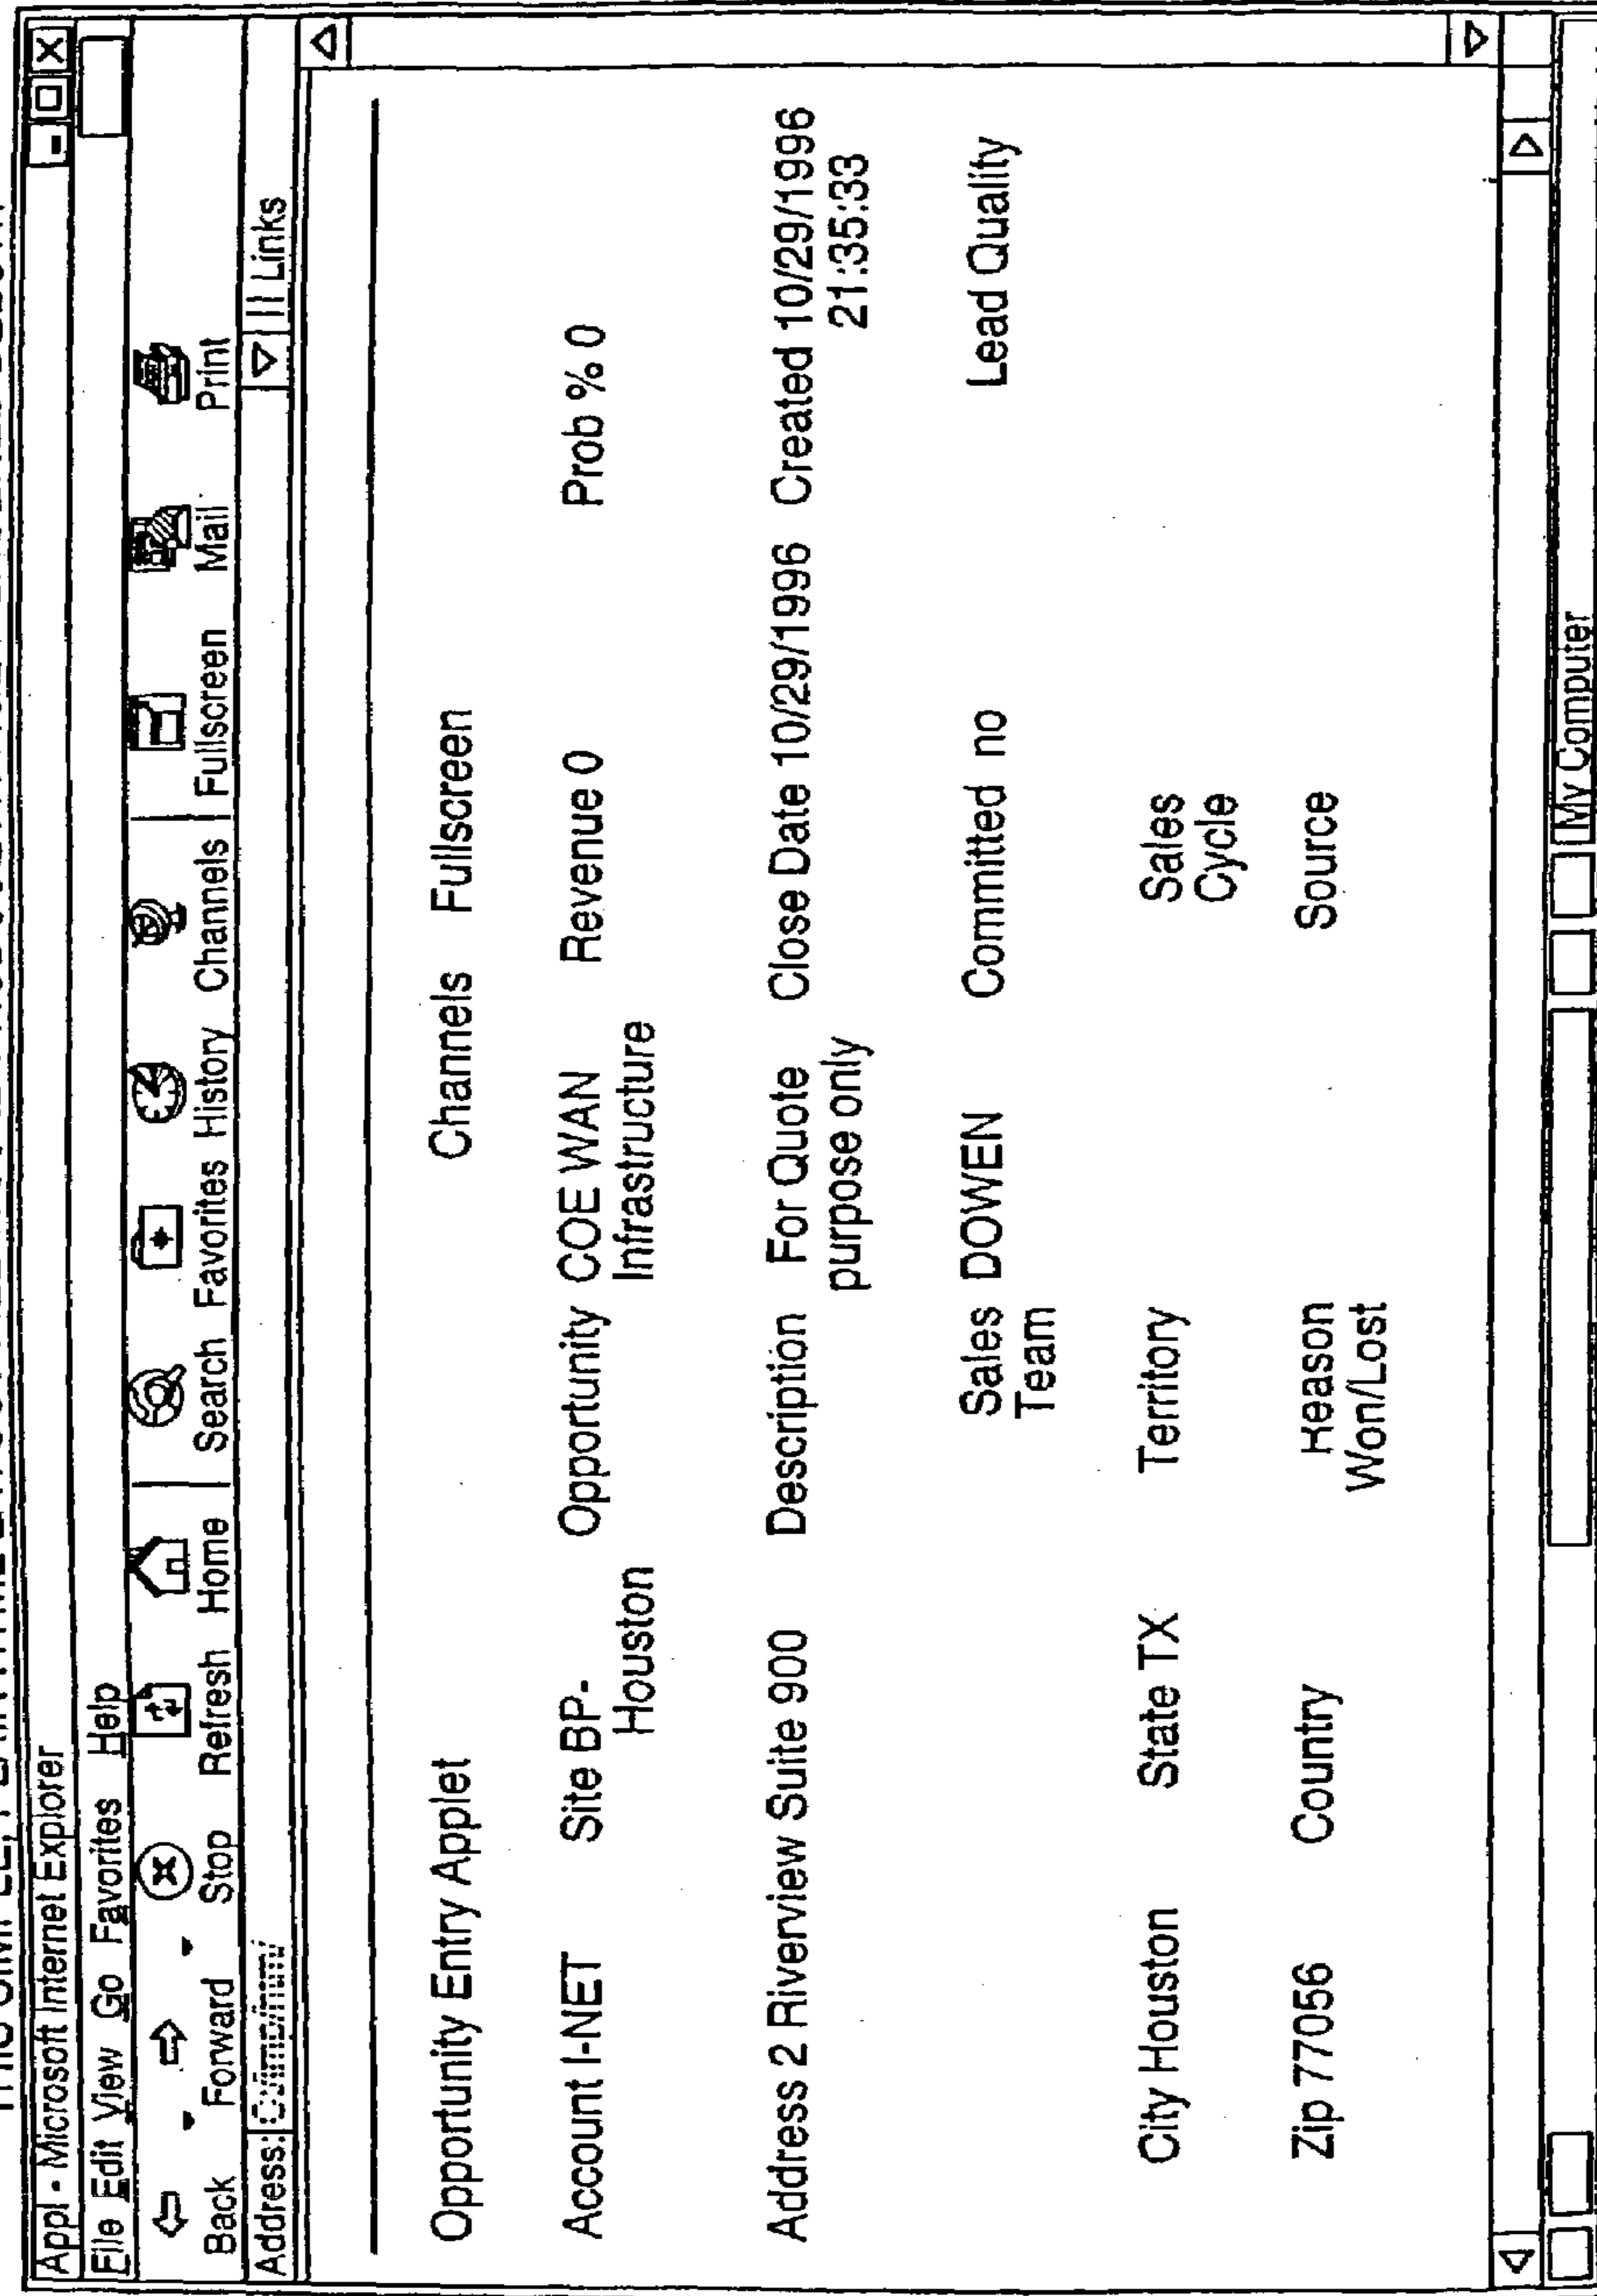 Appl - Microsoft Internet Explorer
File Edit View Go Favorites Help
Back Forward Stop Refresh Home Search Favorites History Channels Fullscreen Mail Print
Address: Links
Channels Fullscreen
Opportunity Entry Applet
Account I-NET Site BP- Opportunity COE WAN Revenue 0 Prob % 0
Houston Infrastructure
Address 2 Riverview Suite 900 Description For Quote Close Date 10/29/1996 Created 10/29/1996
purpose only 21:35:33
Sales DOWEN Committed no Lead Quality
Team
City Houston State TX Territory Sales
Cycle
Zip 77056 Country Reason Source
Won/Lost
My Computer